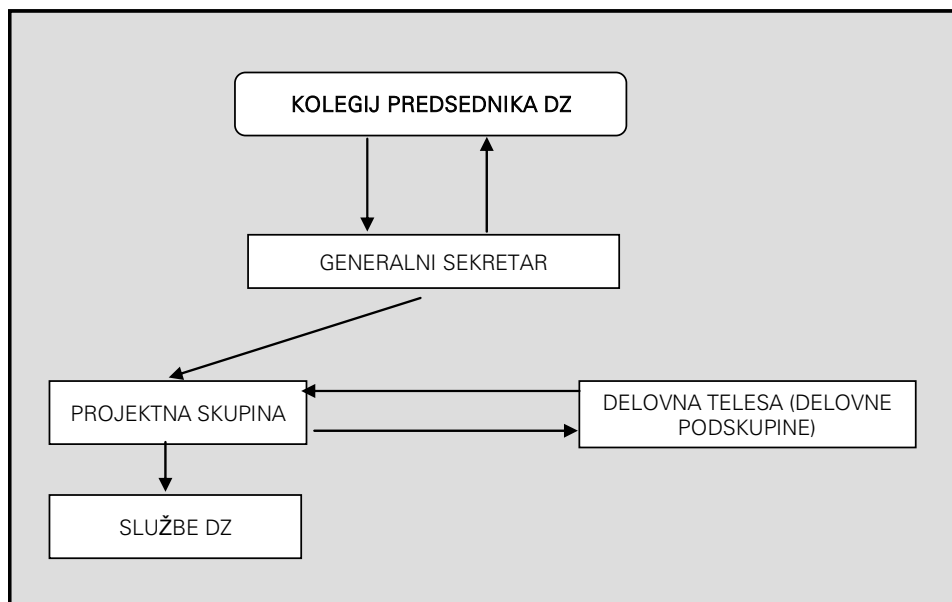 KOLEGIJ PREDSEDNIKA DZ
GENERALNI SEKRETAR
PROJEKTNA SKUPINA
DELOVNA TELESA (DELOVNE
PODSKUPINE)
SLUŽBE DZ